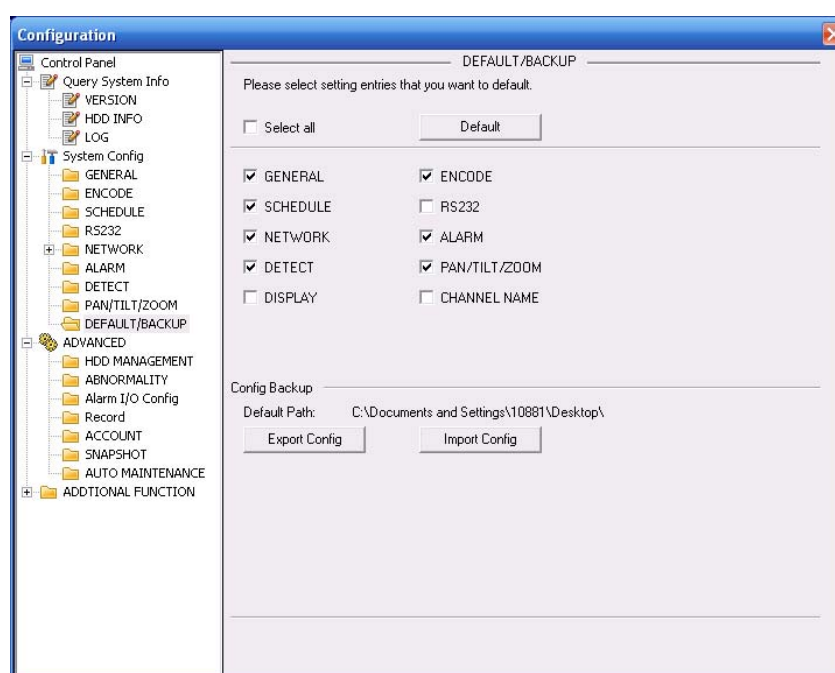 Configuration
Control Panel
Query System Info
VERSION
HDD INFO
LOG
System Config
GENERAL
ENCODE
SCHEDULE
RS232
NETWORK
ALARM
DETECT
PAN/TILT/ZOOM
DEFAULT/BACKUP
ADVANCED
HDD MANAGEMENT
ABNORMALITY
Alarm I/O Config
Record
ACCOUNT
SNAPSHOT
AUTO MAINTENANCE
ADDTIONAL FUNCTION
DEFAULT/BACKUP
Please select setting entries that you want to default.
Select all Default
GENERAL ENCODE
SCHEDULE RS232
NETWORK ALARM
DETECT PAN/TILT/ZOOM
DISPLAY CHANNEL NAME
Config Backup
Default Path: C:\Documents and Settings\10881\Desktop\
Export Config Import Config